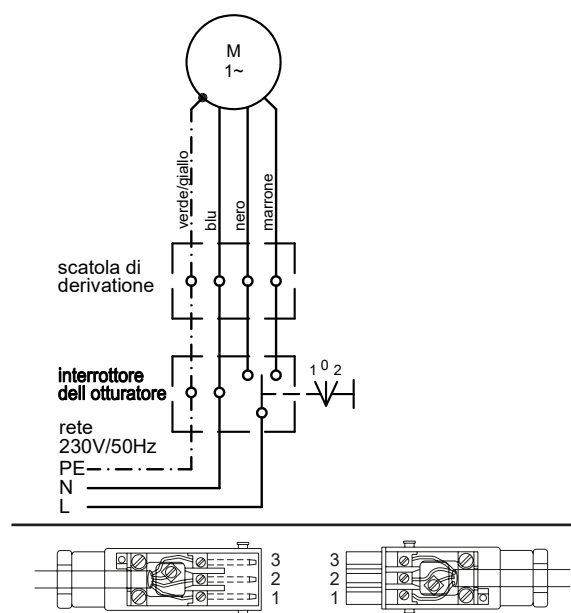 M
1~
verde/giallo
blu
nero
marrone
scatola di
derivatione
interrottore
dell otturatore
1 0 2
rete
230V/50Hz
PE
N
L
3
2
1
3
2
1